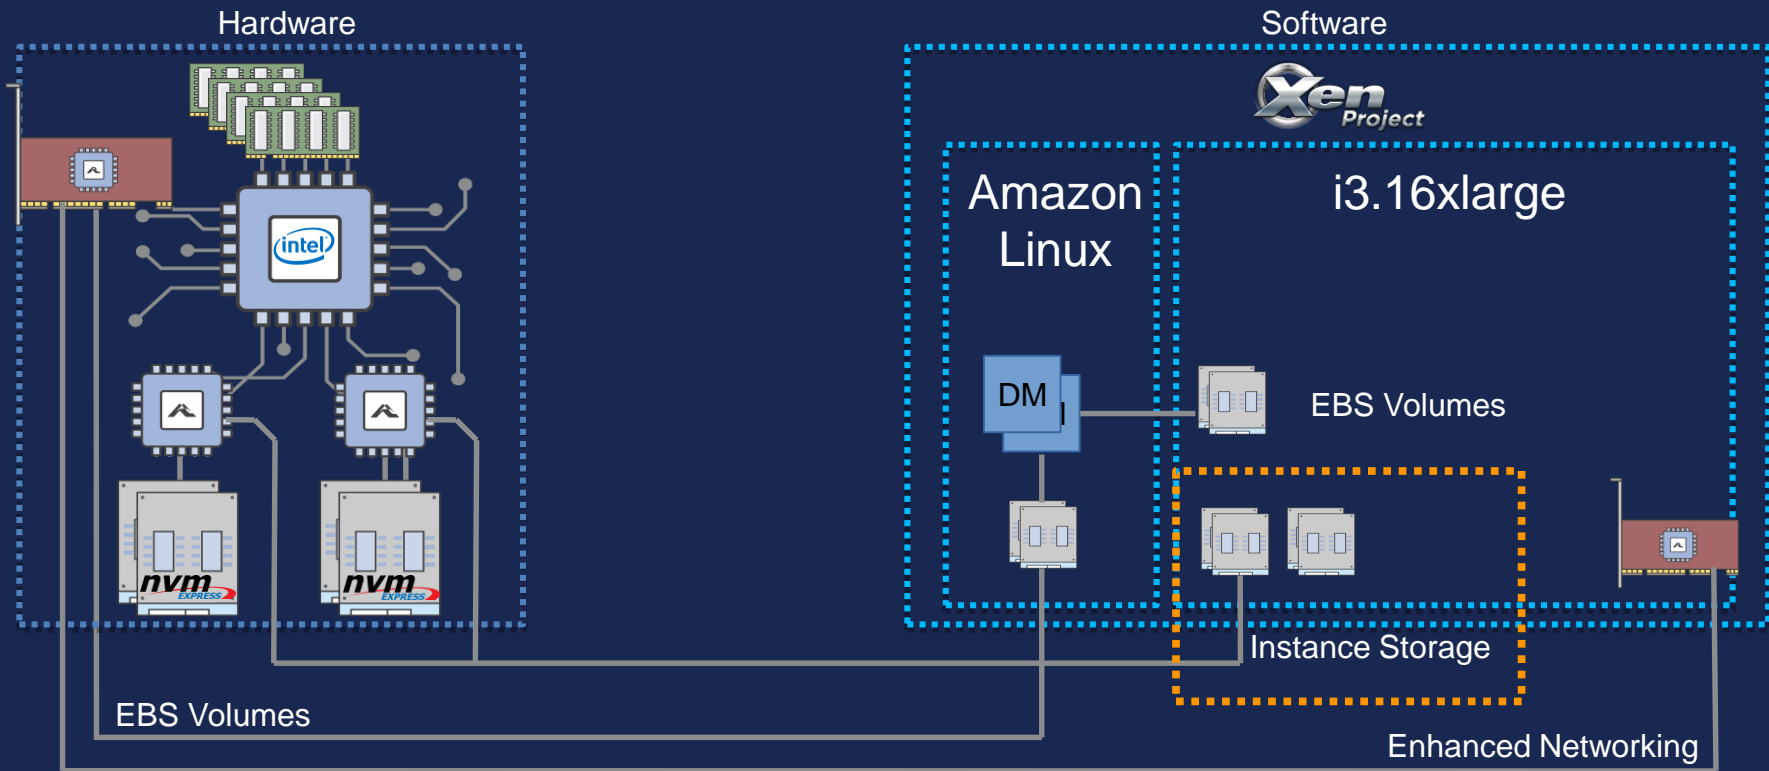 Hardware
Software
Xen
Project
Amazon
Linux
i3.16xlarge
intel
DM
EBS Volumes
nvm
EXPRESS
nvm
EXPRESS
Instance Storage
EBS Volumes
Enhanced Networking